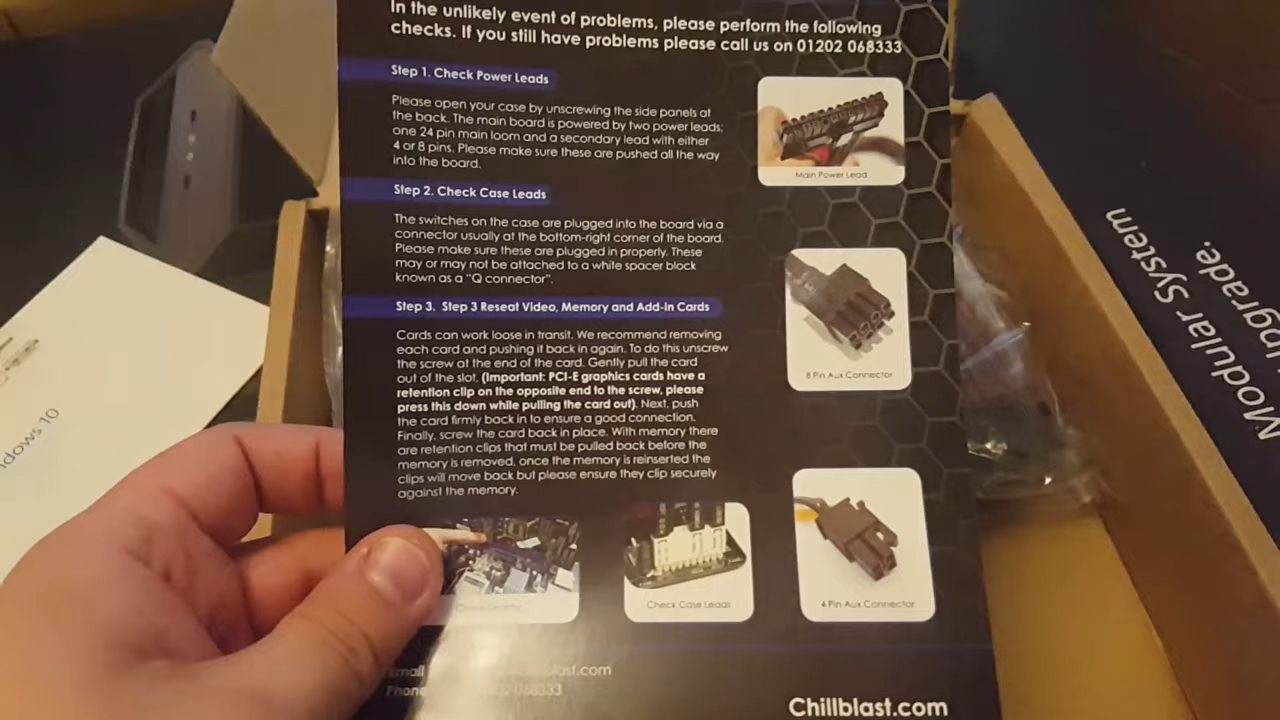 In the unlikely event of problems, please perform the following
checks. If you still have problems please call us on 01202 068333
Step 1. Check Power Leads
Please open your case by unscrewing the side panels at
the back. The main board is powered by two power leads;
one 24 pin main loom and a secondary lead with either
4 or 8 pins. Please make sure these are pushed all the way
into the board.
Main Power Lead
Step 2. Check Case Leads
The switches on the case are plugged into the board via a
connector usually at the bottom-right corner of the board.
Please make sure these are plugged in properly. These
may or may not be attached to a white spacer block
known as a "Q connector".
Step 3. Step 3 Reseat Video, Memory and Add-in Cards
Cards can work loose in transit. We recommend removing
each card and pushing it back in again. To do this unscrew
the screw at the end of the card. Gently pull the card
out of the slot, (Important: PCI-E graphics cards have a
retention clip on the opposite end to the screw, please
press this down while pulling the card out). Next, push
the card firmly back in to ensure a good connection.
Finally, screw the card back in place. With memory there
are retention clips that must be pulled back before the
memory is removed, once the memory is reinserted the
clips will move back but please ensure they clip securely
against the memory.
8 Pin Aux Connector
Check Case Leads
4 Pin Aux Connector
Email
Phone 068333
Chillblast.com
Modular System
dows 10